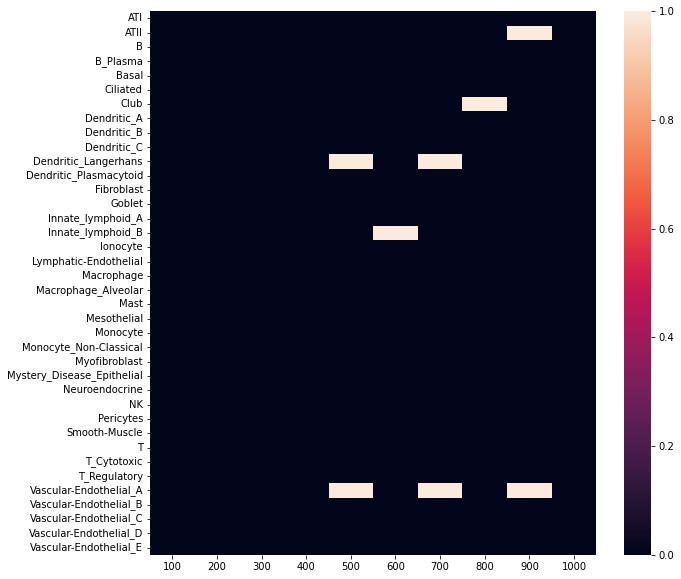 ATI
ATII
B
B_Plasma
Basal
Ciliated
Club
Dendritic_A
Dendritic_B
Dendritic_C
Dendritic_Langerhans
Dendritic_Plasmacytoid
Fibroblast
Goblet
Innate_lymphoid_A
Innate_lymphoid_B
Ionocyte
Lymphatic-Endothelial
Macrophage
Macrophage_Alveolar
Mast
Mesothelial
Monocyte
Monocyte_Non-Classical
Myofibroblast
Mystery_Disease_Epithelial
Neuroendocrine
NK
Pericytes
Smooth-Muscle
T
T_Cytotoxic
T_Regulatory
Vascular-Endothelial_A
Vascular-Endothelial_B
Vascular-Endothelial_C
Vascular-Endothelial_D
Vascular-Endothelial_E
100 200 300 400 500 600 700 800 900 1000
1.0
0.8
0.6
0.4
0.2
0.0